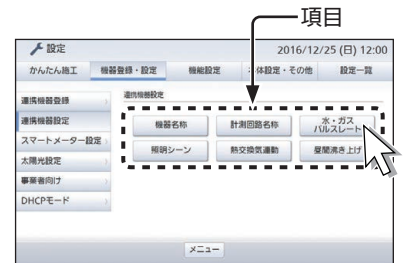 項目
設定
2016/12/25 (日) 12:00
かんたん施工 機器登録・設定 機能設定 本体設定・その他 設定一覧
連携機器登録
連携機器設定
連携機器設定
機器名称 計測回路名称 水・ガス
パルスレート
スマートメーター設定
照明シーン 熱交換気連動 昼間沸き上げ
太陽光設定
事業者向け
DHCPモード
メニュー